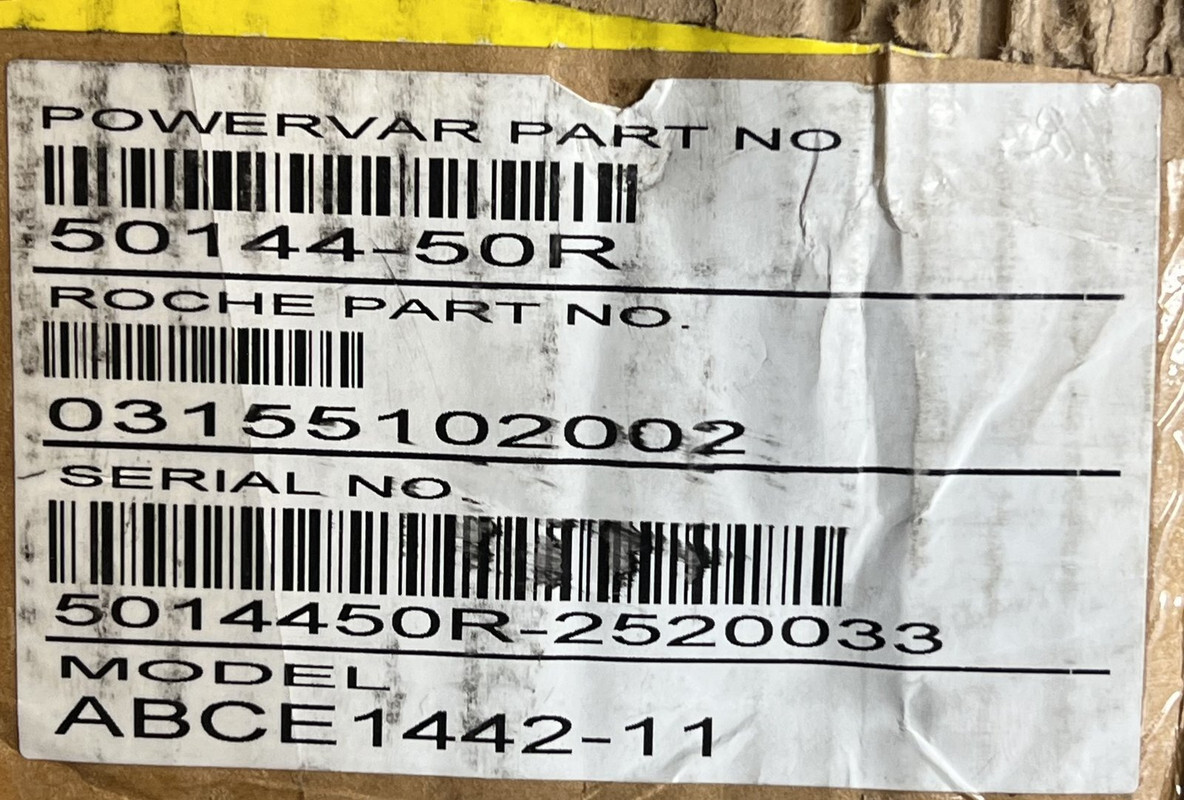 POWERVAR PART NO
50144-50R
ROCHE PART NO.
03155102002
SERIAL NO.
5014450R-2520033
MODEL
ABCE1442-11